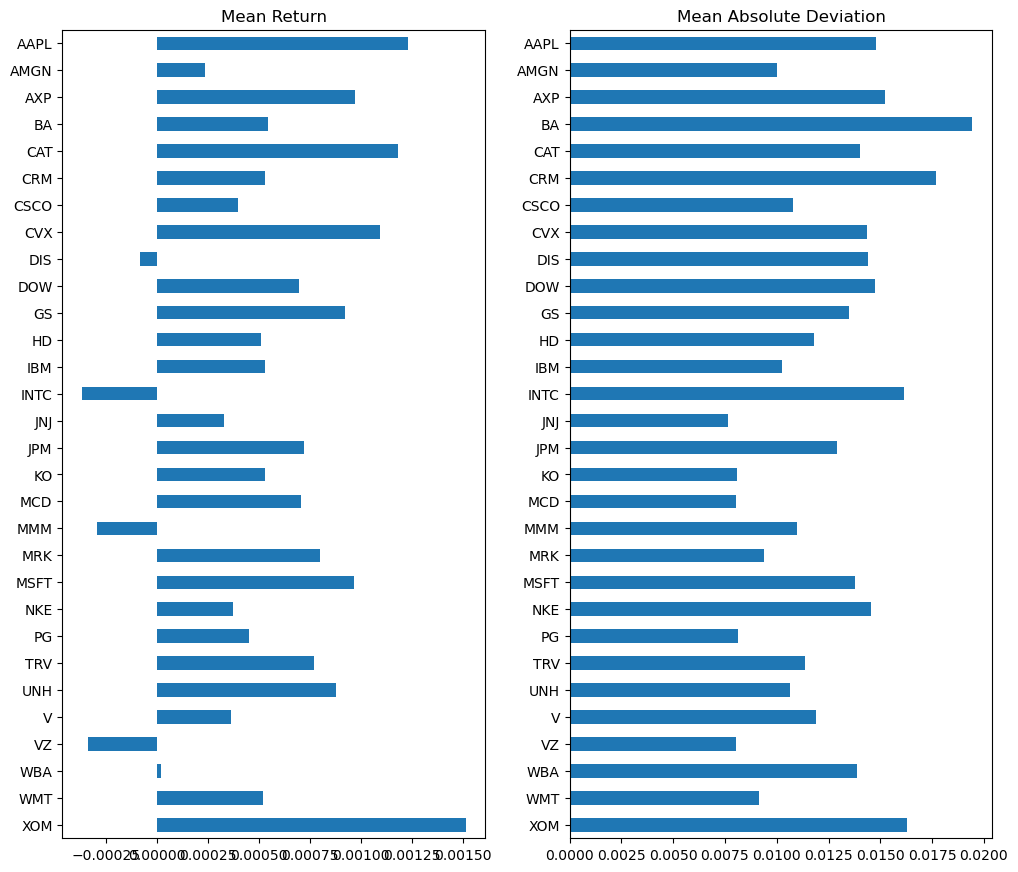 Mean Return
AAPL
AMGN
AXP
BA
CAT
CRM
CSCO
CVX
DIS
DOW
GS
HD
IBM
INTC
JNJ
JPM
KO
MCD
MMM
MRK
MSFT
NKE
PG
TRV
UNH
V
VZ
WBA
WMT
XOM
−0.00025 0.00000 0.00025 0.00050 0.00075 0.00100 0.00125 0.00150
Mean Absolute Deviation
AAPL
AMGN
AXP
BA
CAT
CRM
CSCO
CVX
DIS
DOW
GS
HD
IBM
INTC
JNJ
JPM
KO
MCD
MMM
MRK
MSFT
NKE
PG
TRV
UNH
V
VZ
WBA
WMT
XOM
0.0000 0.0025 0.0050 0.0075 0.0100 0.0125 0.0150 0.0175 0.0200